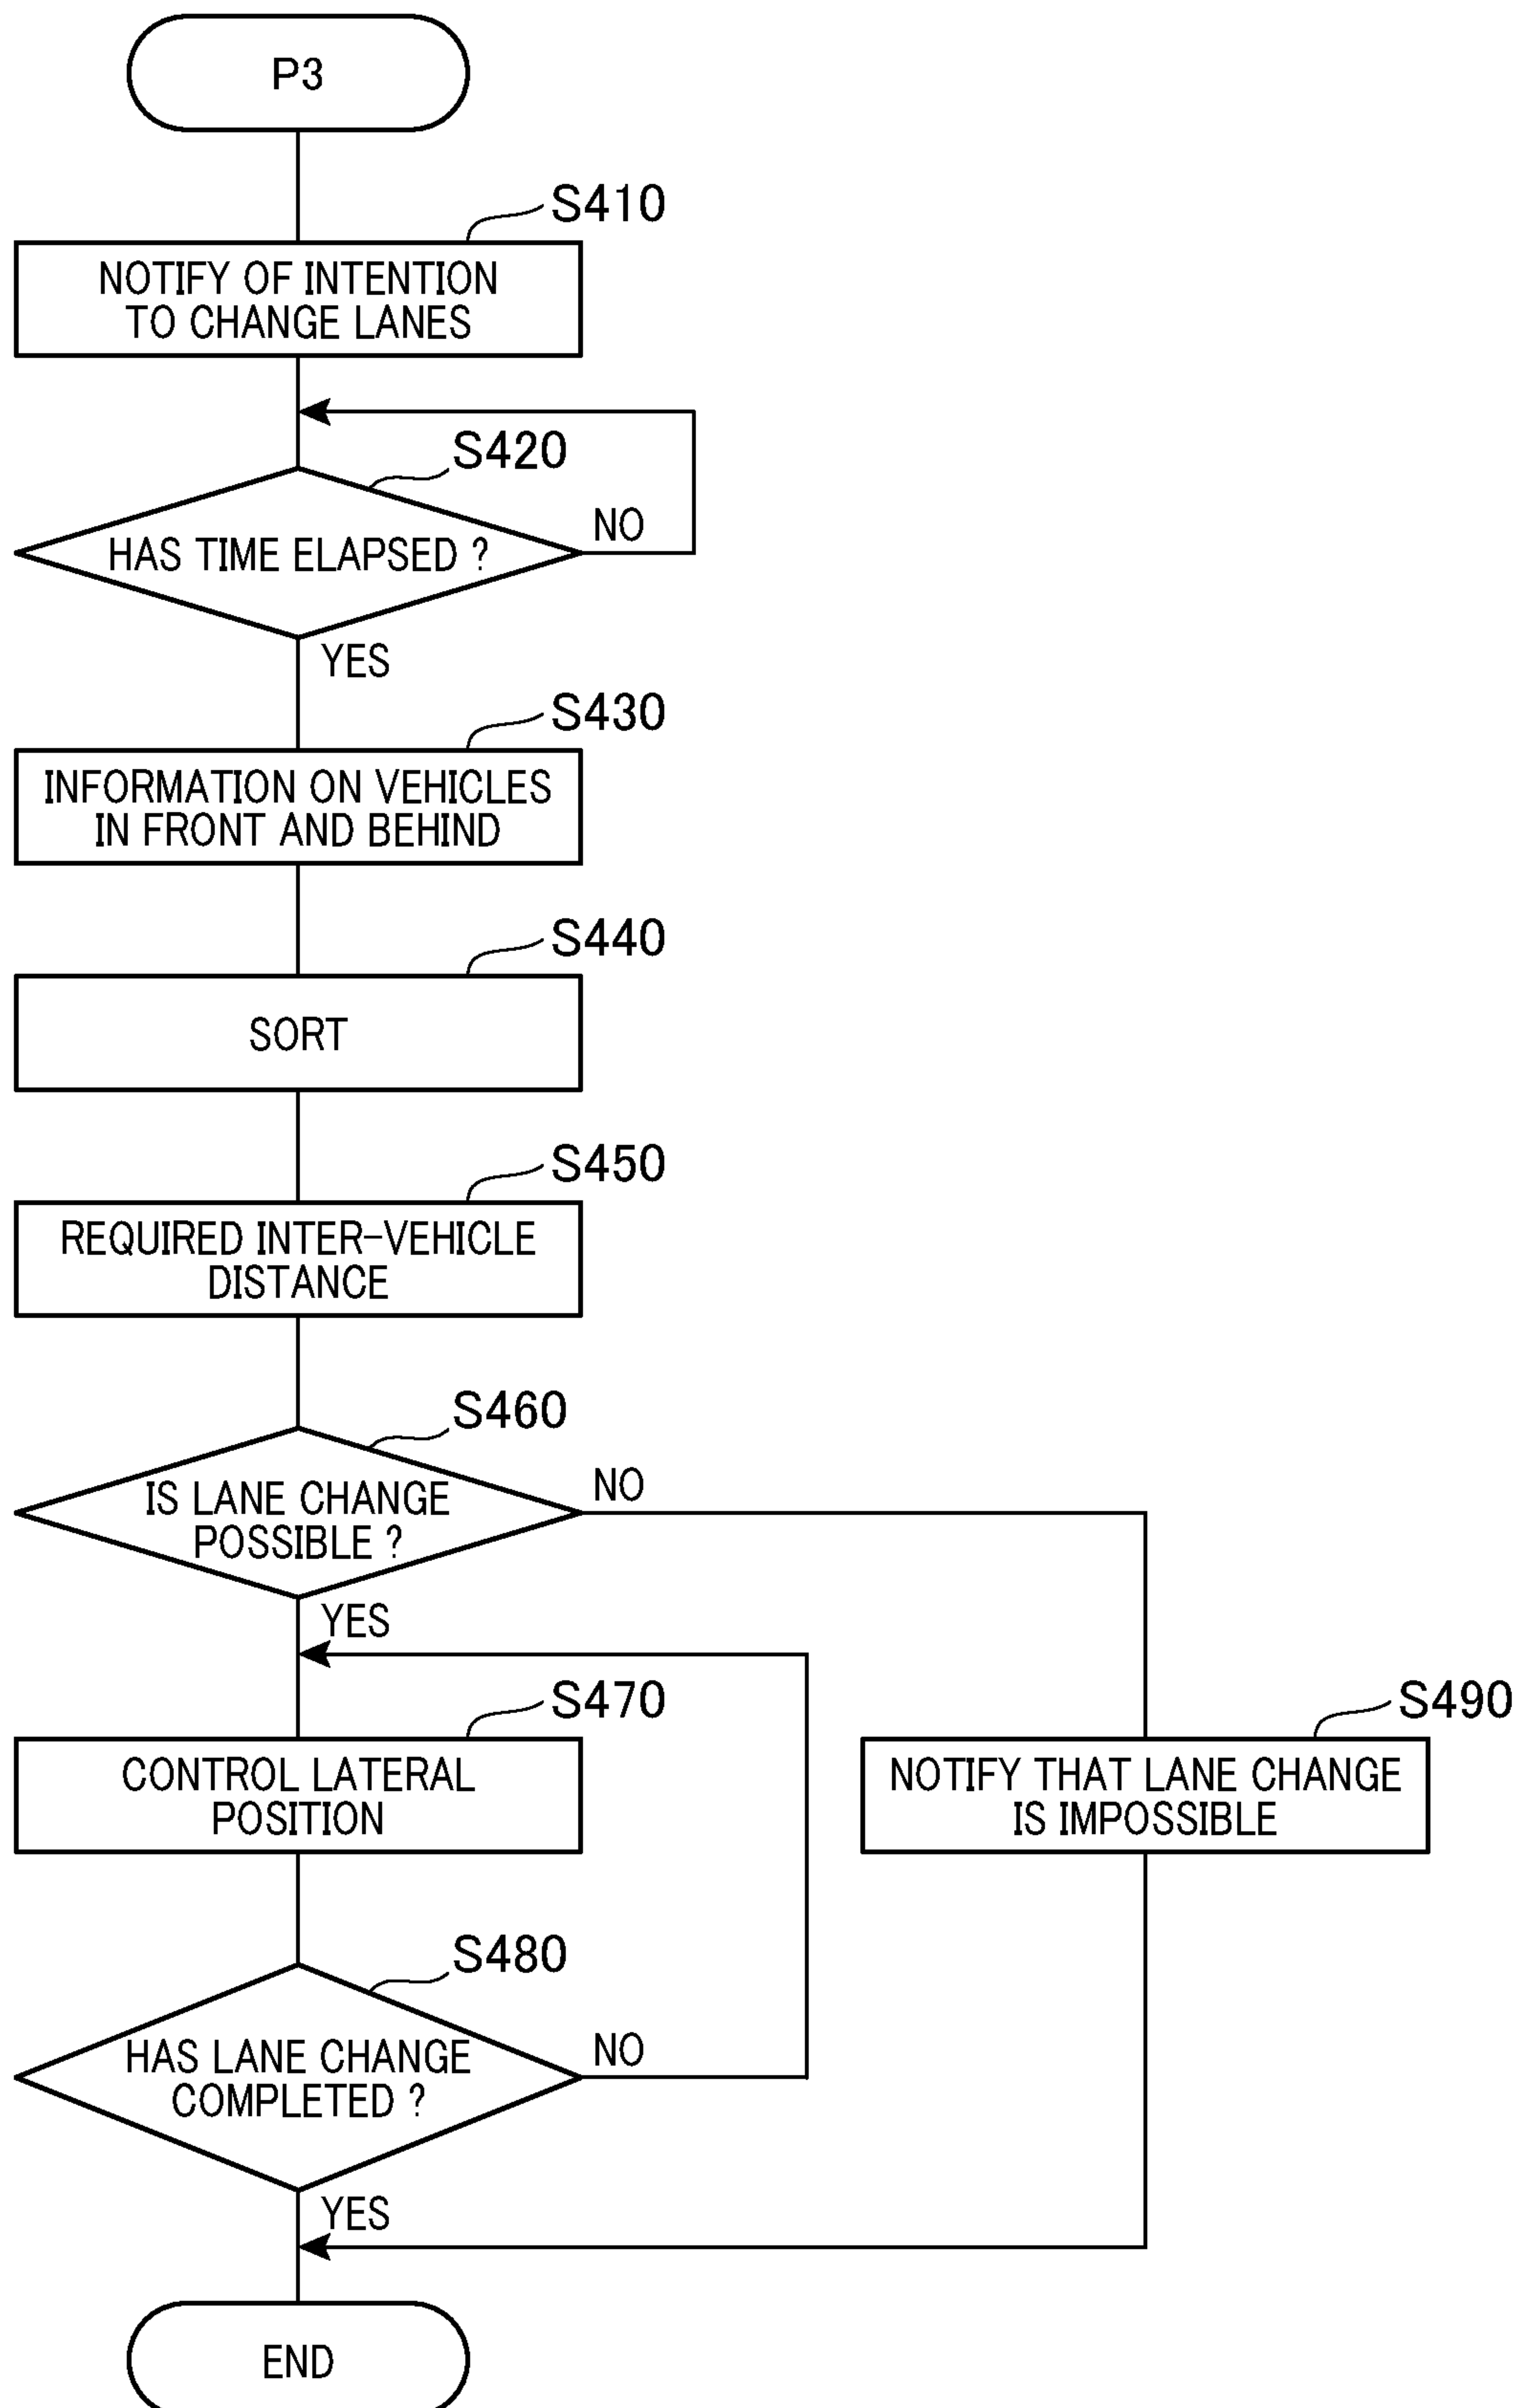 P3
S410
NOTIFY OF INTENTION
TO CHANGE LANES
S420
HAS TIME ELAPSED ?
NO
YES
S430
INFORMATION ON VEHICLES
IN FRONT AND BEHIND
S440
SORT
S450
REQUIRED INTER-VEHICLE
DISTANCE
S460
IS LANE CHANGE
POSSIBLE ?
NO
YES
S470
CONTROL LATERAL
POSITION
S490
NOTIFY THAT LANE CHANGE
IS IMPOSSIBLE
S480
HAS LANE CHANGE
COMPLETED ?
NO
YES
END